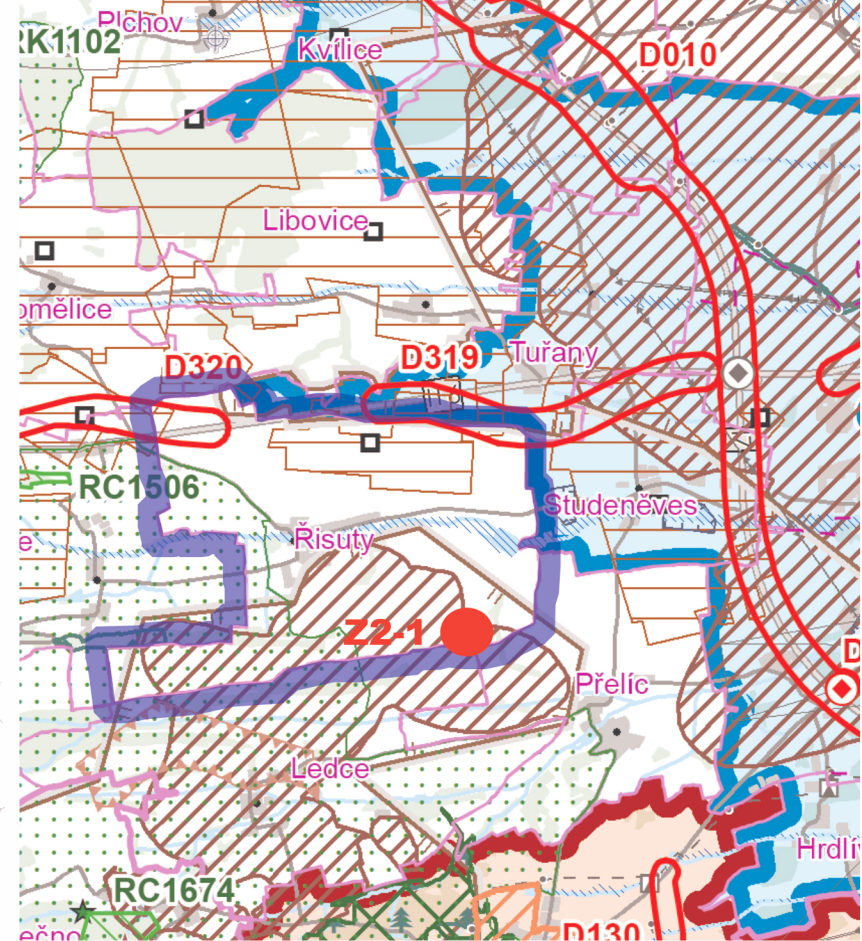 Plchov
RK1102
Kvílice
D010
Libovice
omělice
D320
D319
Tuřany
RC1506
Studeněves
e
Řisuty
Z2-1
D
Přelíc
Ledce
Hrdlív
RC1674
ečno
D130